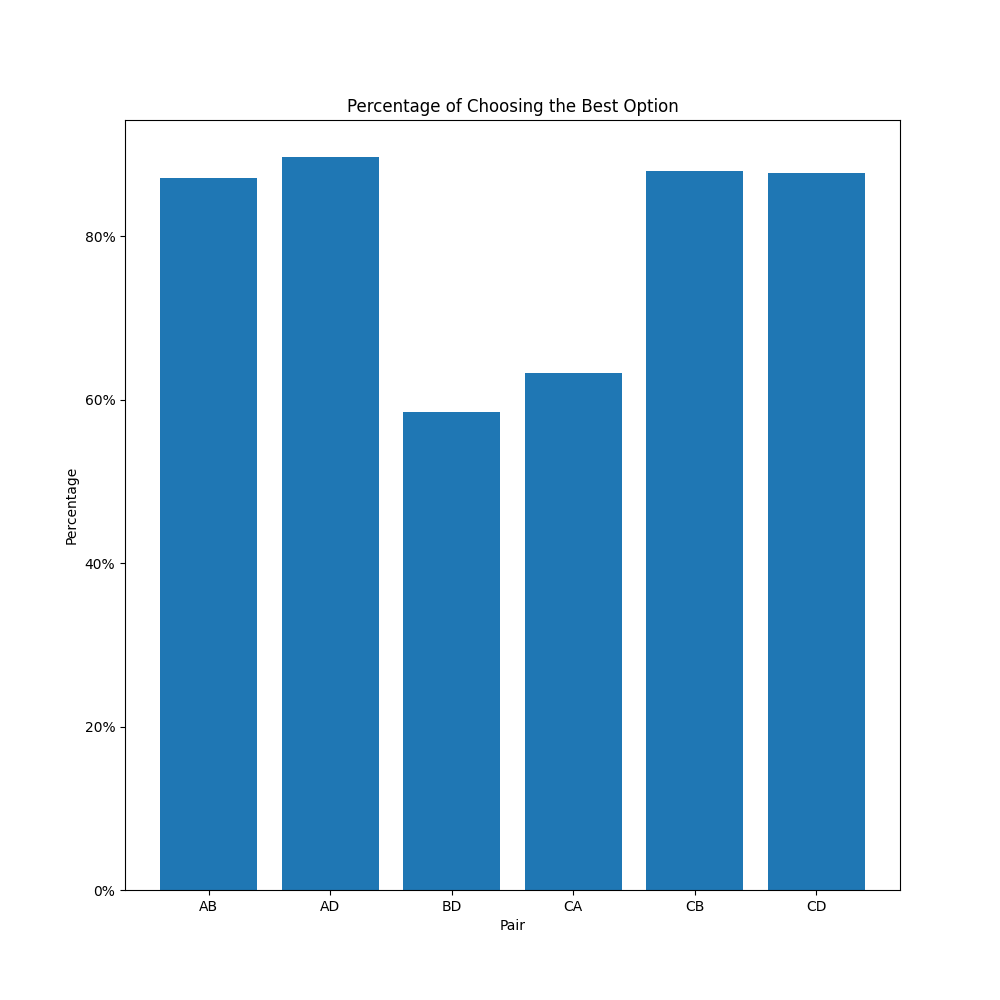 Percentage of Choosing the Best Option
Percentage
80%
60%
40%
20%
0%
AB AD BD CA CB CD
Pair